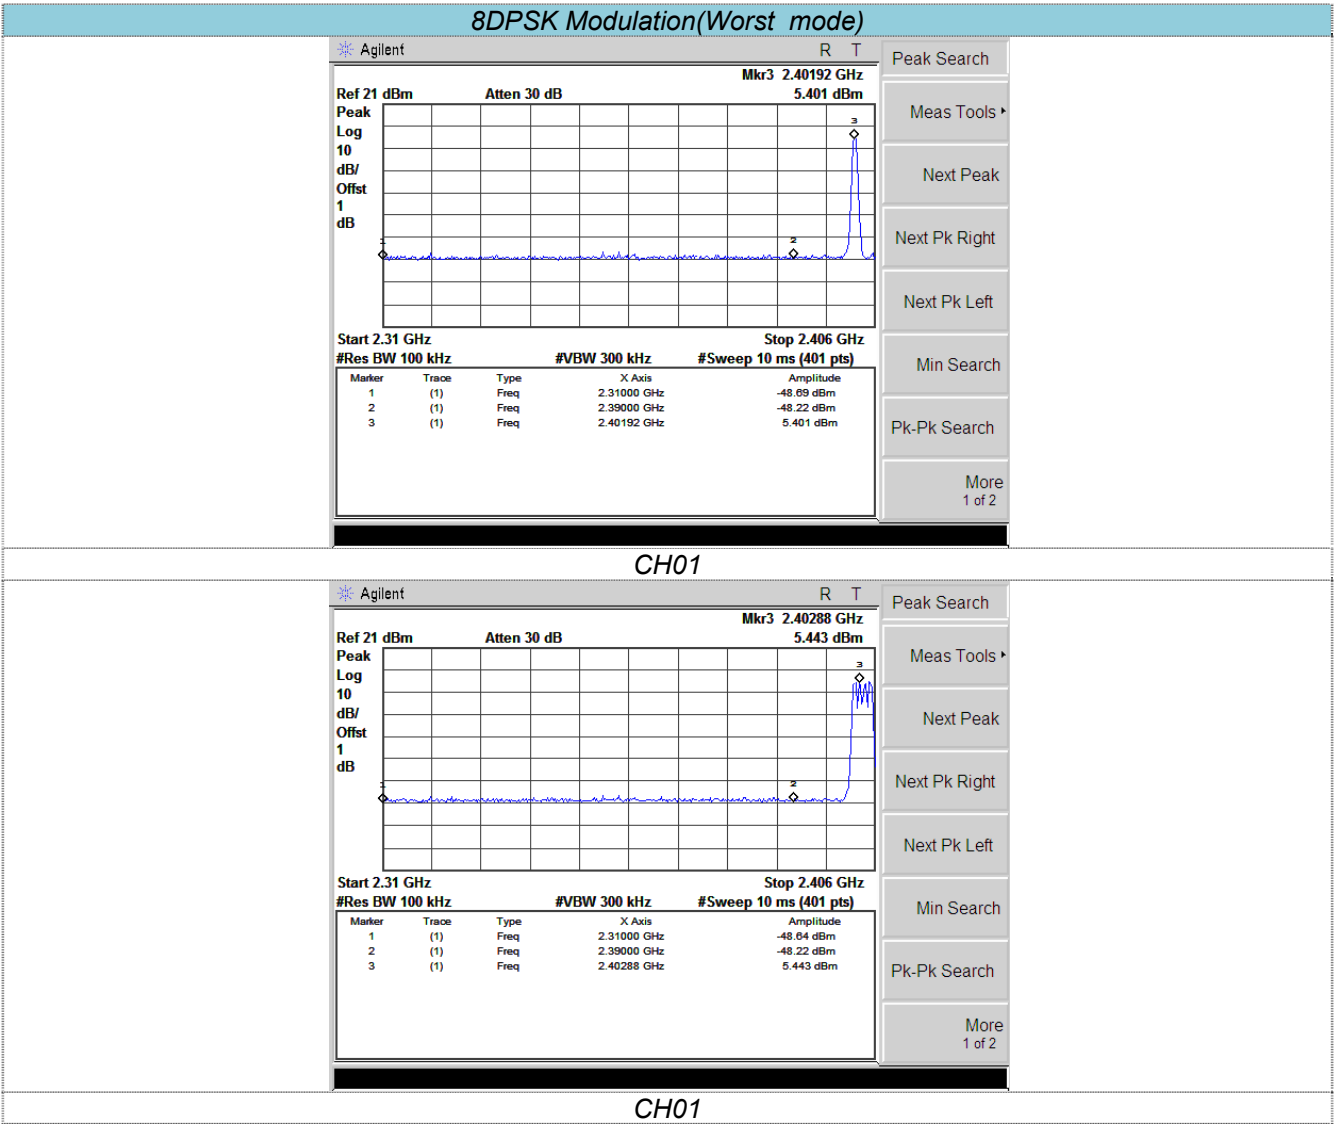 8DPSK Modulation(Worst mode)
Agilent R T
Peak Search
Mkr3 2.40192 GHz
Ref 21 dBm Atten 30 dB 5.401 dBm
Peak
Log
10
dB/
Offst
1
dB
3
1
2
Start 2.31 GHz Stop 2.406 GHz
#Res BW 100 kHz #VBW 300 kHz #Sweep 10 ms (401 pts)
Marker Trace Type X Axis Amplitude
1 (1) Freq 2.31000 GHz -48.69 dBm
2 (1) Freq 2.39000 GHz -48.22 dBm
3 (1) Freq 2.40192 GHz 5.401 dBm
Meas Tools
Next Peak
Next Pk Right
Next Pk Left
Min Search
Pk-Pk Search
More
1 of 2
CH01
Agilent R T
Peak Search
Mkr3 2.40288 GHz
Ref 21 dBm Atten 30 dB 5.443 dBm
Peak
Log
10
dB/
Offst
1
dB
3
1
2
Start 2.31 GHz Stop 2.406 GHz
#Res BW 100 kHz #VBW 300 kHz #Sweep 10 ms (401 pts)
Marker Trace Type X Axis Amplitude
1 (1) Freq 2.31000 GHz -48.64 dBm
2 (1) Freq 2.39000 GHz -48.22 dBm
3 (1) Freq 2.40288 GHz 5.443 dBm
Meas Tools
Next Peak
Next Pk Right
Next Pk Left
Min Search
Pk-Pk Search
More
1 of 2
CH01